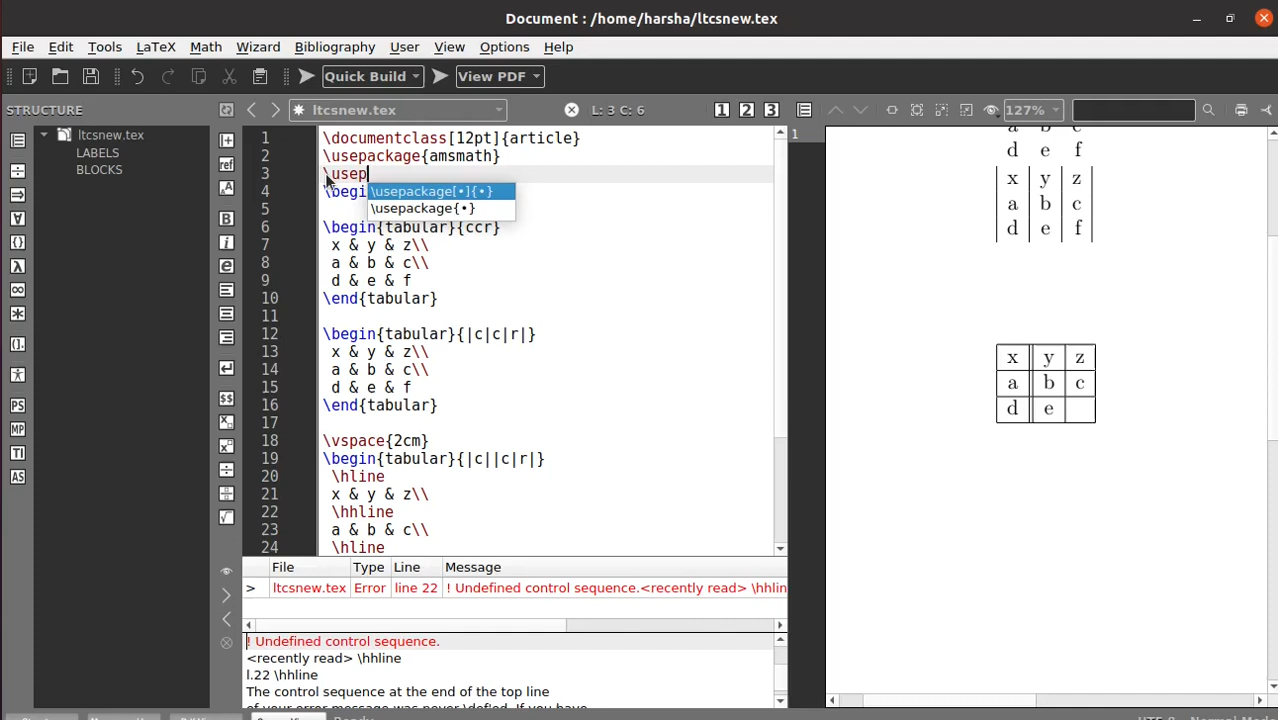 Document : /home/harsha/ltcsnew.tex
File Edit Tools LaTeX Math Wizard Bibliography User View Options Help
Quick Build View PDF
STRUCTURE ltcsnew.tex L: 3 C: 6 1 2 3 127%
ltcsnew.tex
LABELS
BLOCKS
1 \documentclass[12pt]{article}
2 \usepackage{amsmath}
3 \usep
4 \begi
\usepackage[•]{•}
\usepackage{•}
5
6 \begin{tabular}{ccr}
7 x & y & z\\
8 a & b & c\\
9 d & e & f
10 \end{tabular}
11
12 \begin{tabular}{|c|c|r|}
13 x & y & z\\
14 a & b & c\\
15 d & e & f
16 \end{tabular}
17
18 \vspace{2cm}
19 \begin{tabular}{|c||c|r|}
20 \hline
21 x & y & z\\
22 \hhline
23 a & b & c\\
24 \hline
File Type Error Message
> ltcsnew.tex Error line 22 ! Undefined control sequence.<recently read> \hhlin
! Undefined control sequence.
<recently read> \hhline
l.22 \hhline
The control sequence at the end of the top line
1
a b c
d e f
x y z
a b c
d e f
x y z
a b c
d e